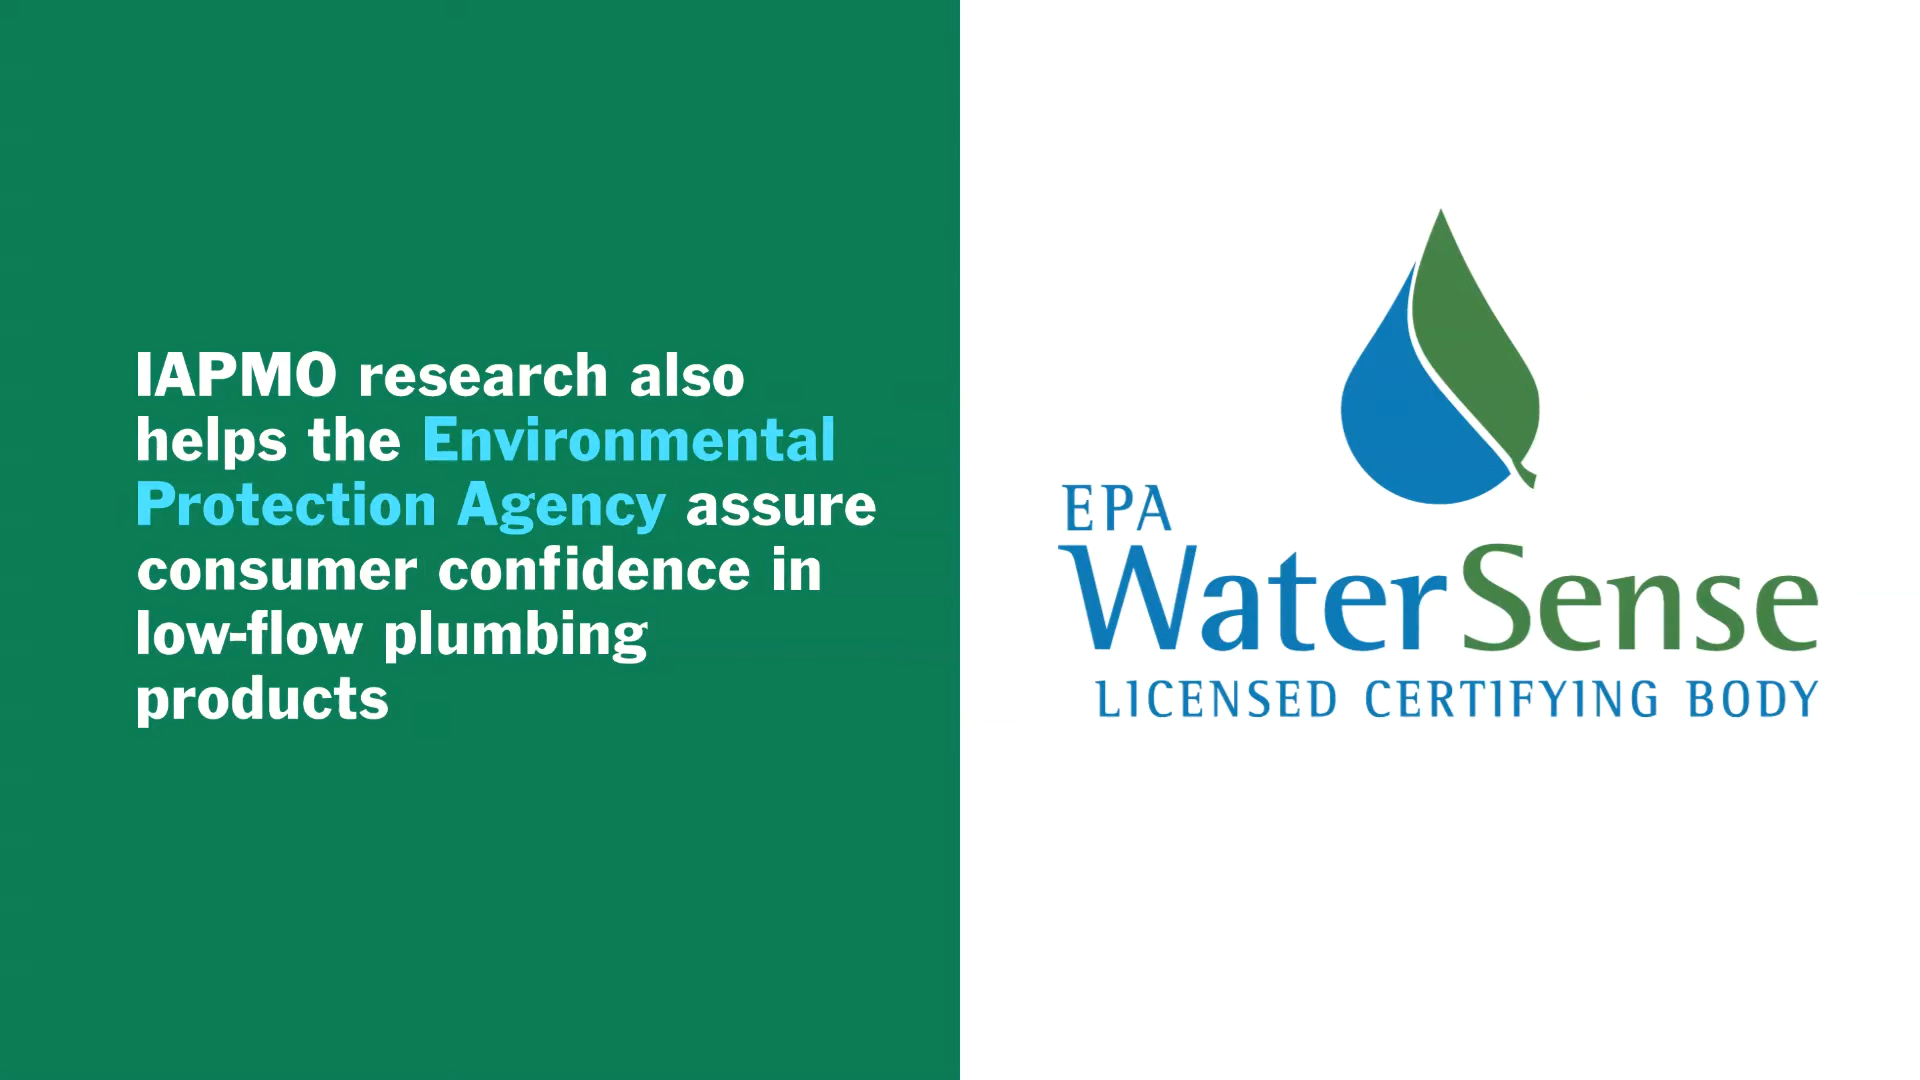 IAPMO research also
helps the Environmental
Protection Agency assure
consumer confidence in
low-flow plumbing
products
EPA
WaterSense
LICENSED CERTIFYING BODY